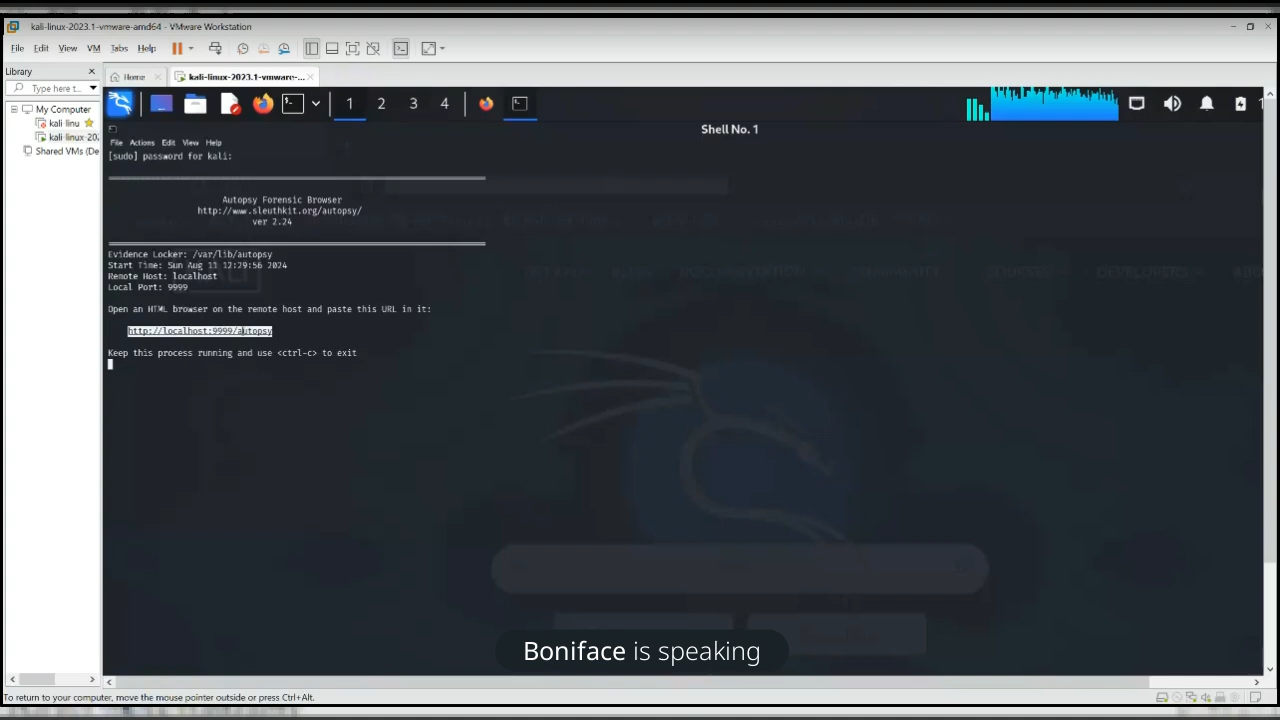 kali-linux-2023.1-vmware-amd64 - VMware Workstation
File Edit View VM Tabs Help
Library
Type here t...
My Computer
kali-linu
kali-linux-202
Shared VMs (De
Home
kali-linux-2023.1-vmware-...
1 2 3 4
Shell No. 1
File Actions Edit View Help
[sudo] password for kali:
Autopsy Forensic Browser
http://www.sleuthkit.org/autopsy/
ver 2.24
Evidence Locker: /var/lib/autopsy
Start Time: Sun Aug 11 12:29:56 2024
Remote Host: localhost
Local Port: 9999
Open an HTML browser on the remote host and paste this URL in it:
http://localhost:9999/autopsy
Keep this process running and use <ctrl-c> to exit
Boniface is speaking
To return to your computer, move the mouse pointer outside or press Ctrl+Alt.